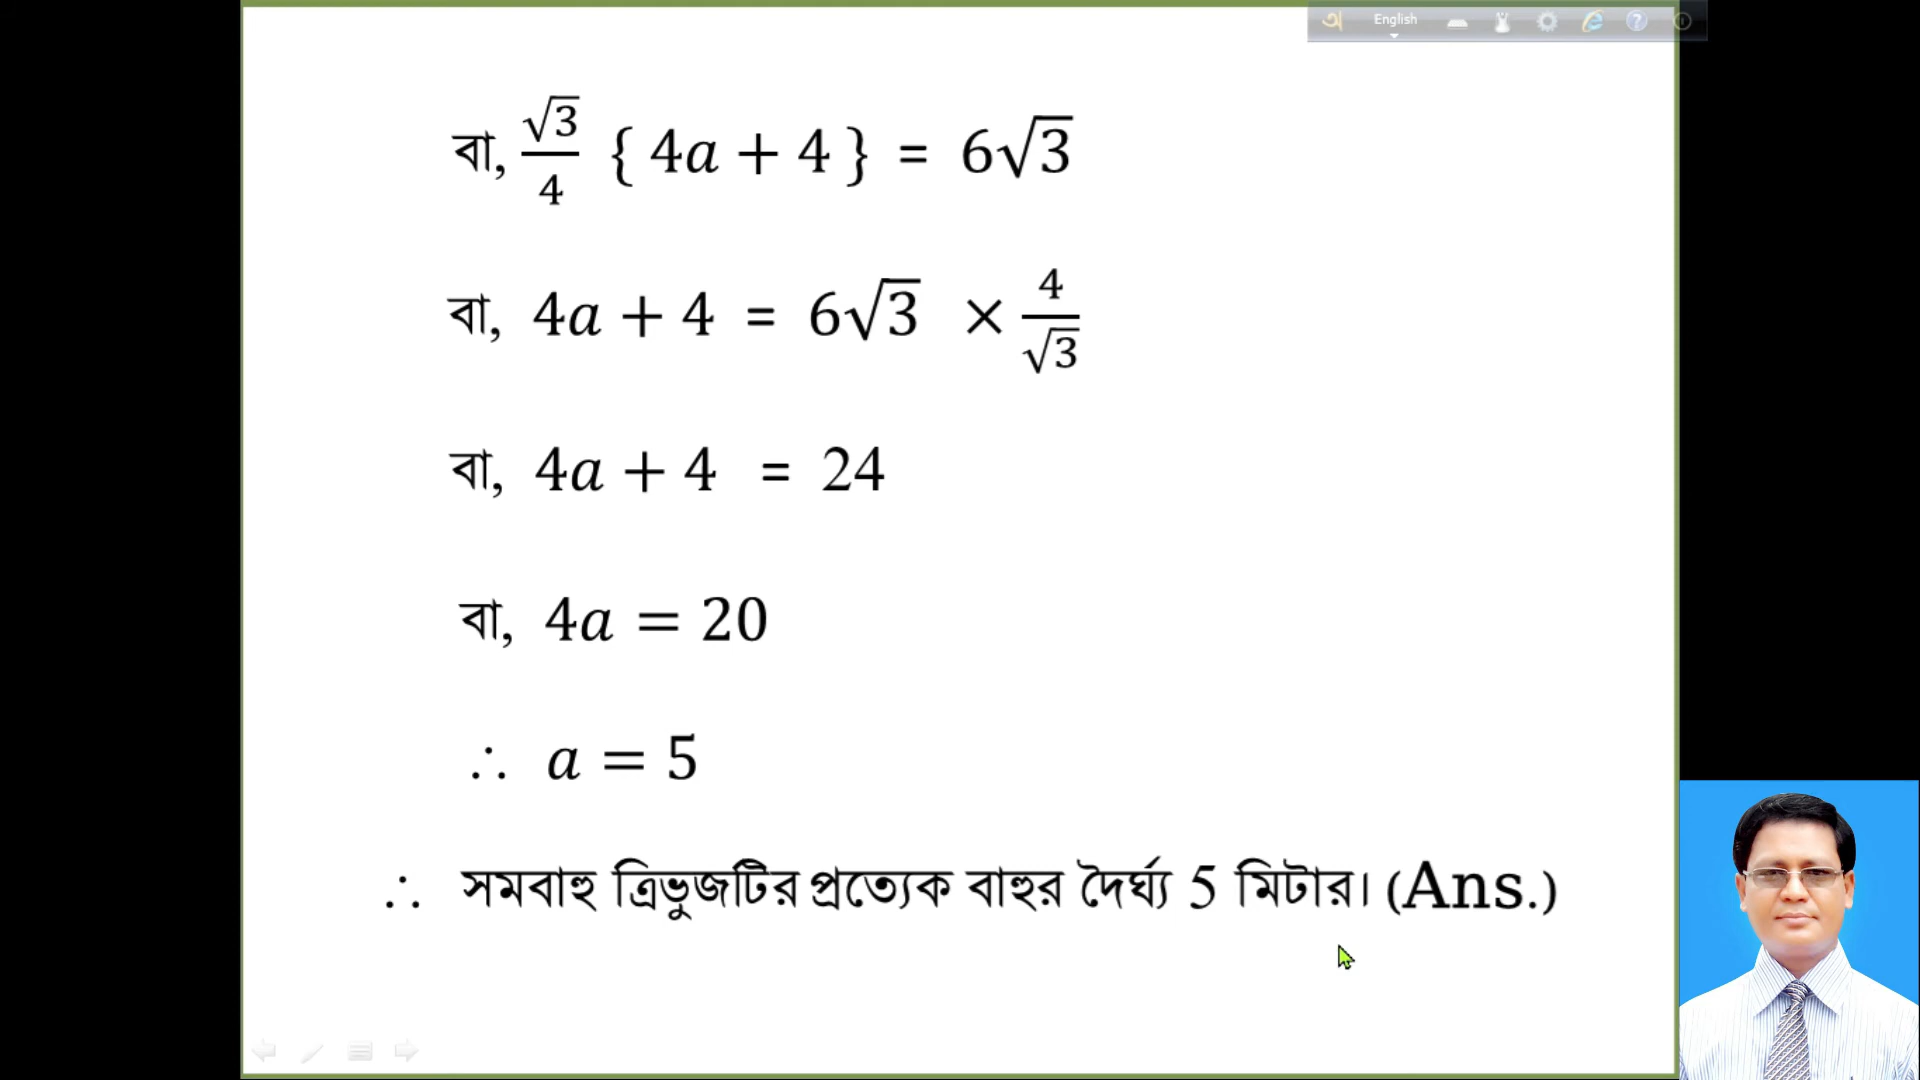 অ English ?
বা, √3/4 { 4a + 4 } = 6√3
বা, 4a + 4 = 6√3 × 4/√3
বা, 4a + 4 = 24
বা, 4a = 20
∴ a = 5
∴ সমবাহু ত্রিভুজটির প্রত্যেক বাহুর দৈর্ঘ্য 5 মিটার। (Ans.)